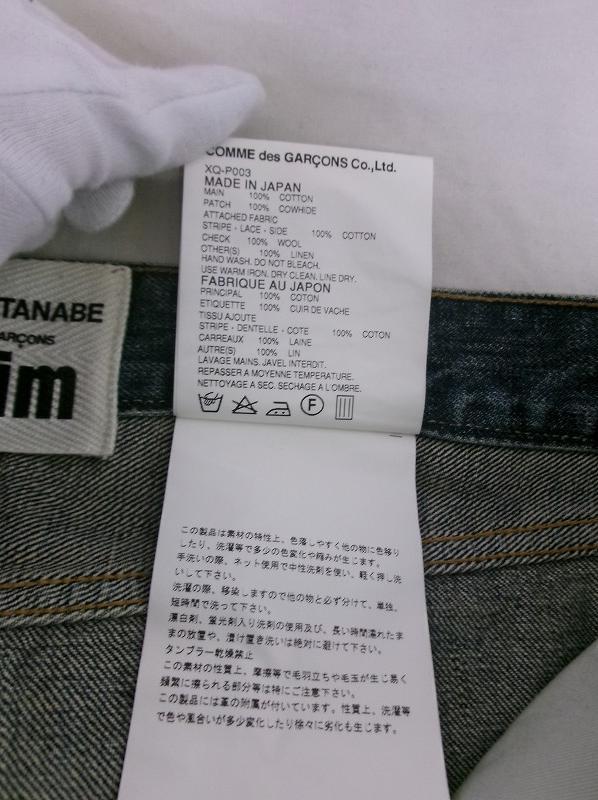 COMME des GARÇONS Co.,Ltd.
XQ-P003
MADE IN JAPAN
MAIN 100% COTTON
PATCH 100% COWHIDE
ATTACHED FABRIC
STRIPE・LACE・SIDE 100% COTTON
CHECK 100% WOOL
OTHER(S) 100% LINEN
HAND WASH. DO NOT BLEACH.
USE WARM IRON. DRY CLEAN. LINE DRY.
FABRIQUE AU JAPON
PRINCIPAL 100% COTON
ETIQUETTE 100% CUIR DE VACHE
TISSU AJOUTE
STRIPE・DENTELLE・COTE 100% COTON
CARREAUX 100% LAINE
AUTRE(S) 100% LIN
LAVAGE MAINS. JAVEL INTERDIT.
REPASSER A MOYENNE TEMPERATURE.
NETTOYAGE A SEC. SECHAGE A L'OMBRE.
F
TANABE
ARÇONS
im
この製品は素材の特性上、色落しやすく他の物に色移り
したり、洗濯等で多少の色変化や縮みが生じます。
手洗いの際、ネット使用で中性洗剤を使い、軽く押し洗
いして下さい。
洗濯の際、移染しますので他の物と必ず分けて、単独、
短時間で洗って下さい。
漂白剤、蛍光剤入り洗剤の使用及び、長い時間濡れたま
まの放置や、漬け置き洗いは絶対に避けて下さい。
タンブラー乾燥禁止
この素材の性質上、摩擦等で毛羽立ちや毛玉が生じ易く
頻繁に擦られる部分等は特にご注意下さい。
この製品には革の附属が付いています。性質上、洗濯等
で色や風合いが多少変化したり徐々に劣化も生じます。